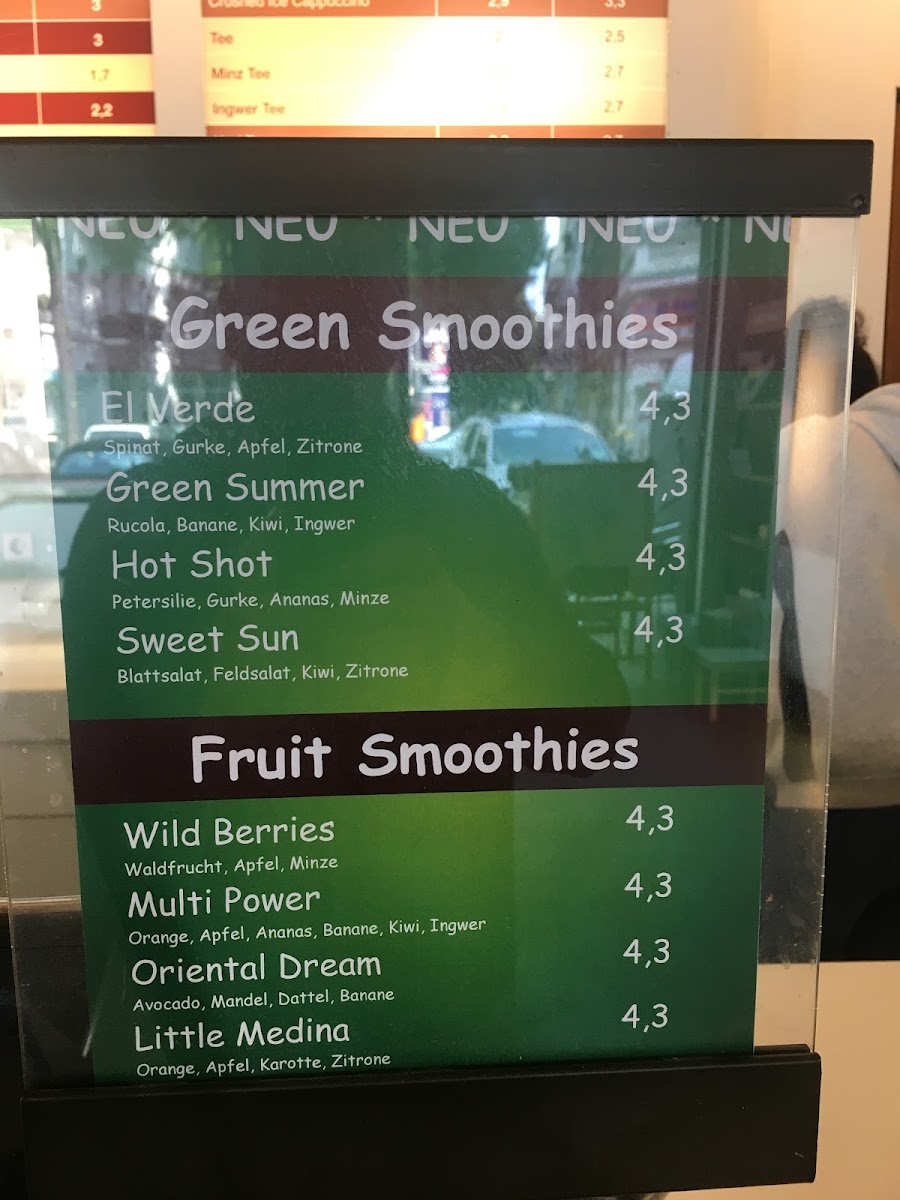 3
Crushed Ice Cappuccino 2,9 3,3
3
Tee 2,5
1,7
Minz Tee 2,7
2,2
Ingwer Tee 2,7
NEU NEU NEU NEU
Green Smoothies
El Verde 4,3
Spinat, Gurke, Apfel, Zitrone
Green Summer 4,3
Rucola, Banane, Kiwi, Ingwer
Hot Shot 4,3
Petersilie, Gurke, Ananas, Minze
Sweet Sun 4,3
Blattsalat, Feldsalat, Kiwi, Zitrone
Fruit Smoothies
Wild Berries 4,3
Waldfrucht, Apfel, Minze
Multi Power 4,3
Orange, Apfel, Ananas, Banane, Kiwi, Ingwer
Oriental Dream 4,3
Avocado, Mandel, Dattel, Banane
Little Medina 4,3
Orange, Apfel, Karotte, Zitrone